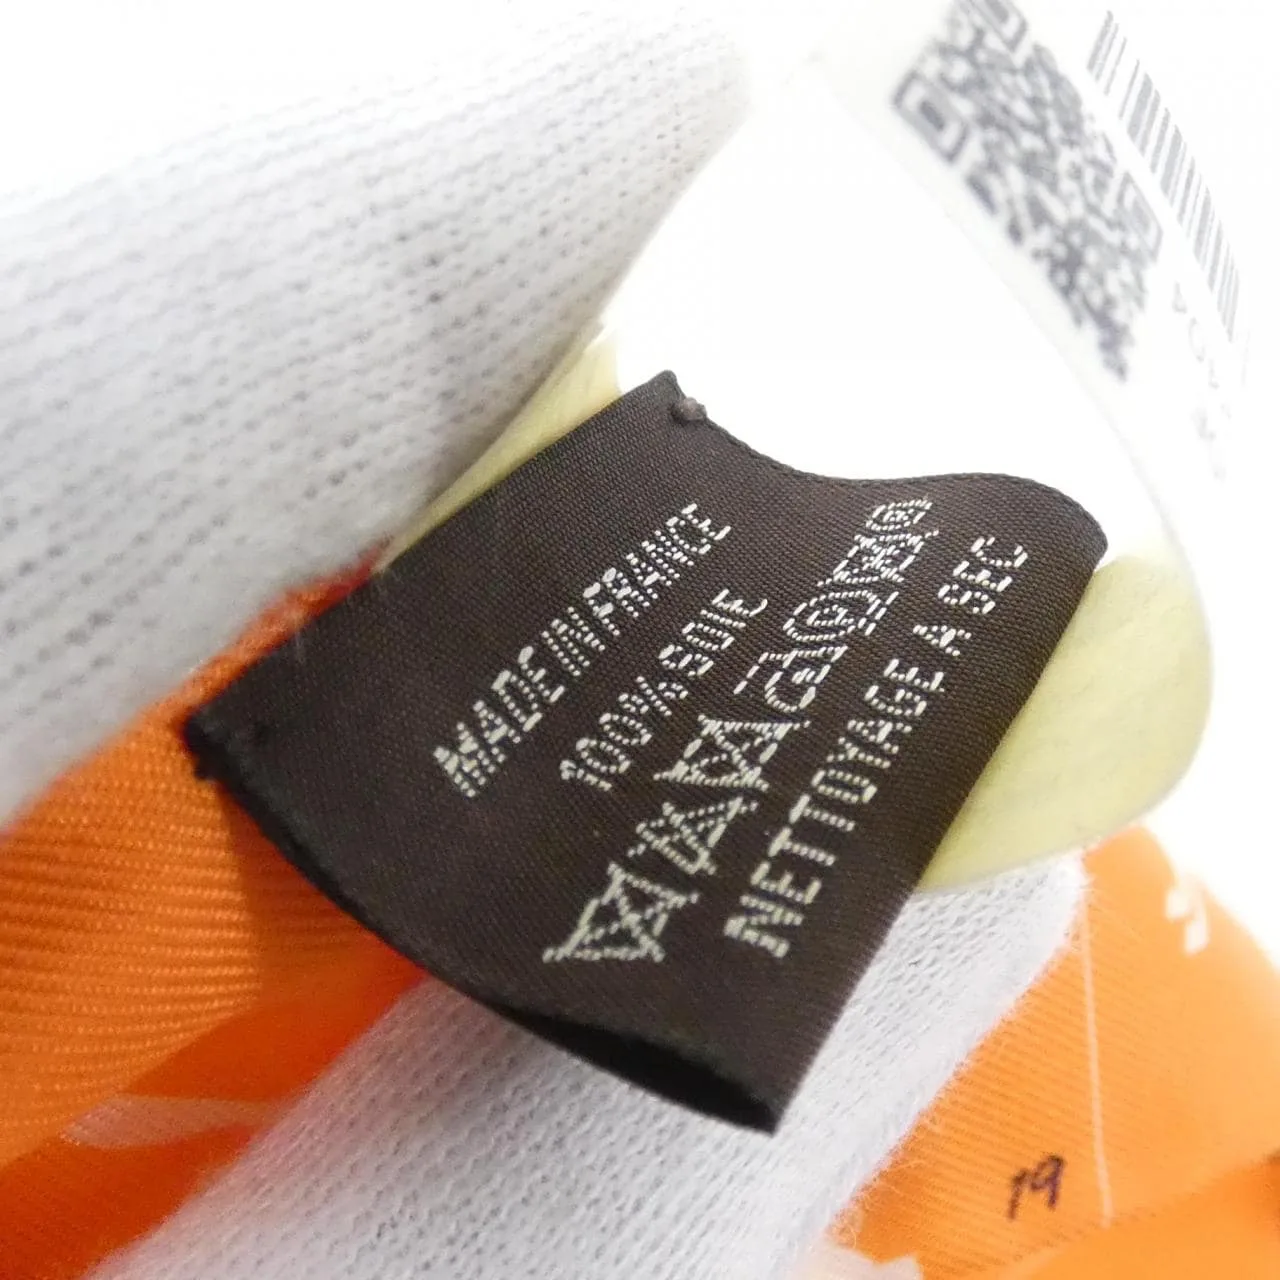 MADE IN FRANCE
100% SOIE
NETTOYAGE A SEC
19